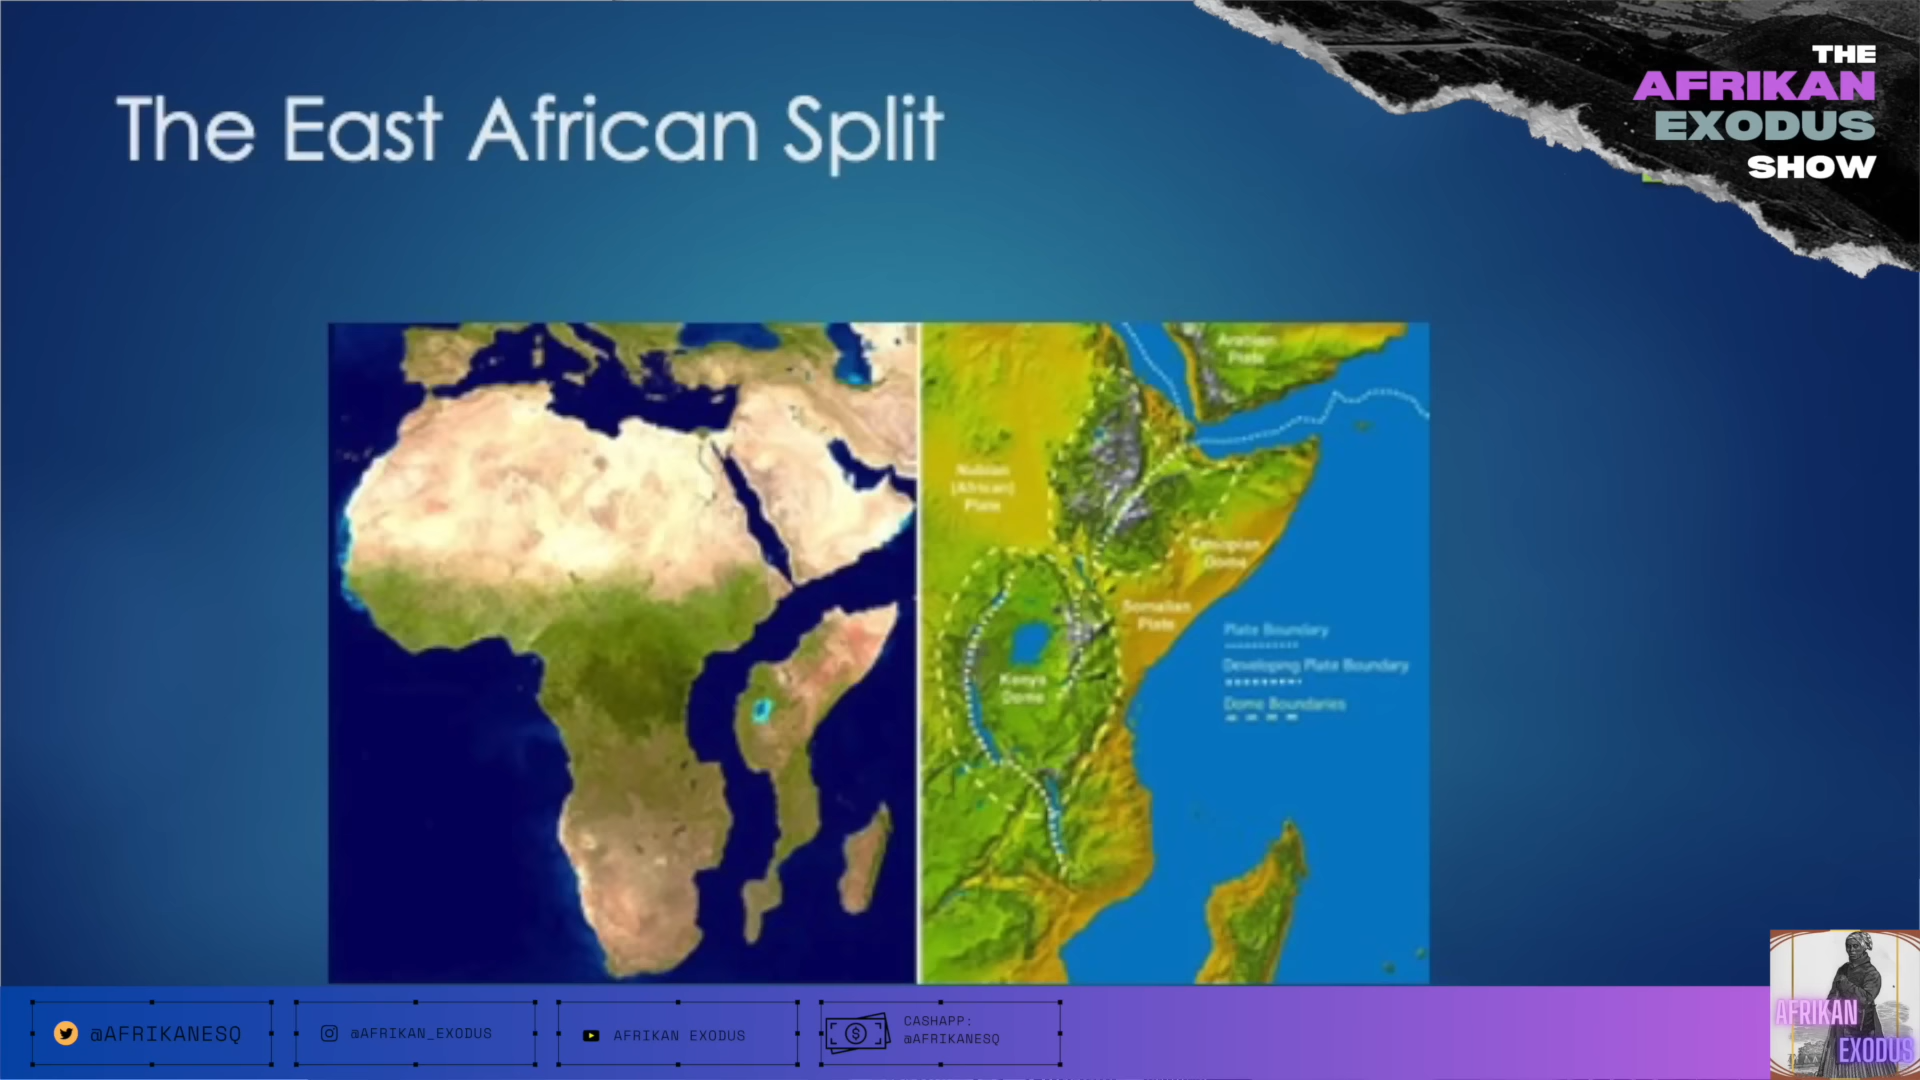 The East African Split
THE
AFRIKAN
EXODUS
SHOW
Arabian
Plate
Nubian
(African)
Plate
Ethiopian
Dome
Somalian
Plate
Kenya
Dome
Plate Boundary
Developing Plate Boundary
Dome Boundaries
@AFRIKANESQ
@AFRIKAN_EXODUS
AFRIKAN EXODUS
CASHAPP:
@AFRIKANESQ
AFRIKAN
EXODUS